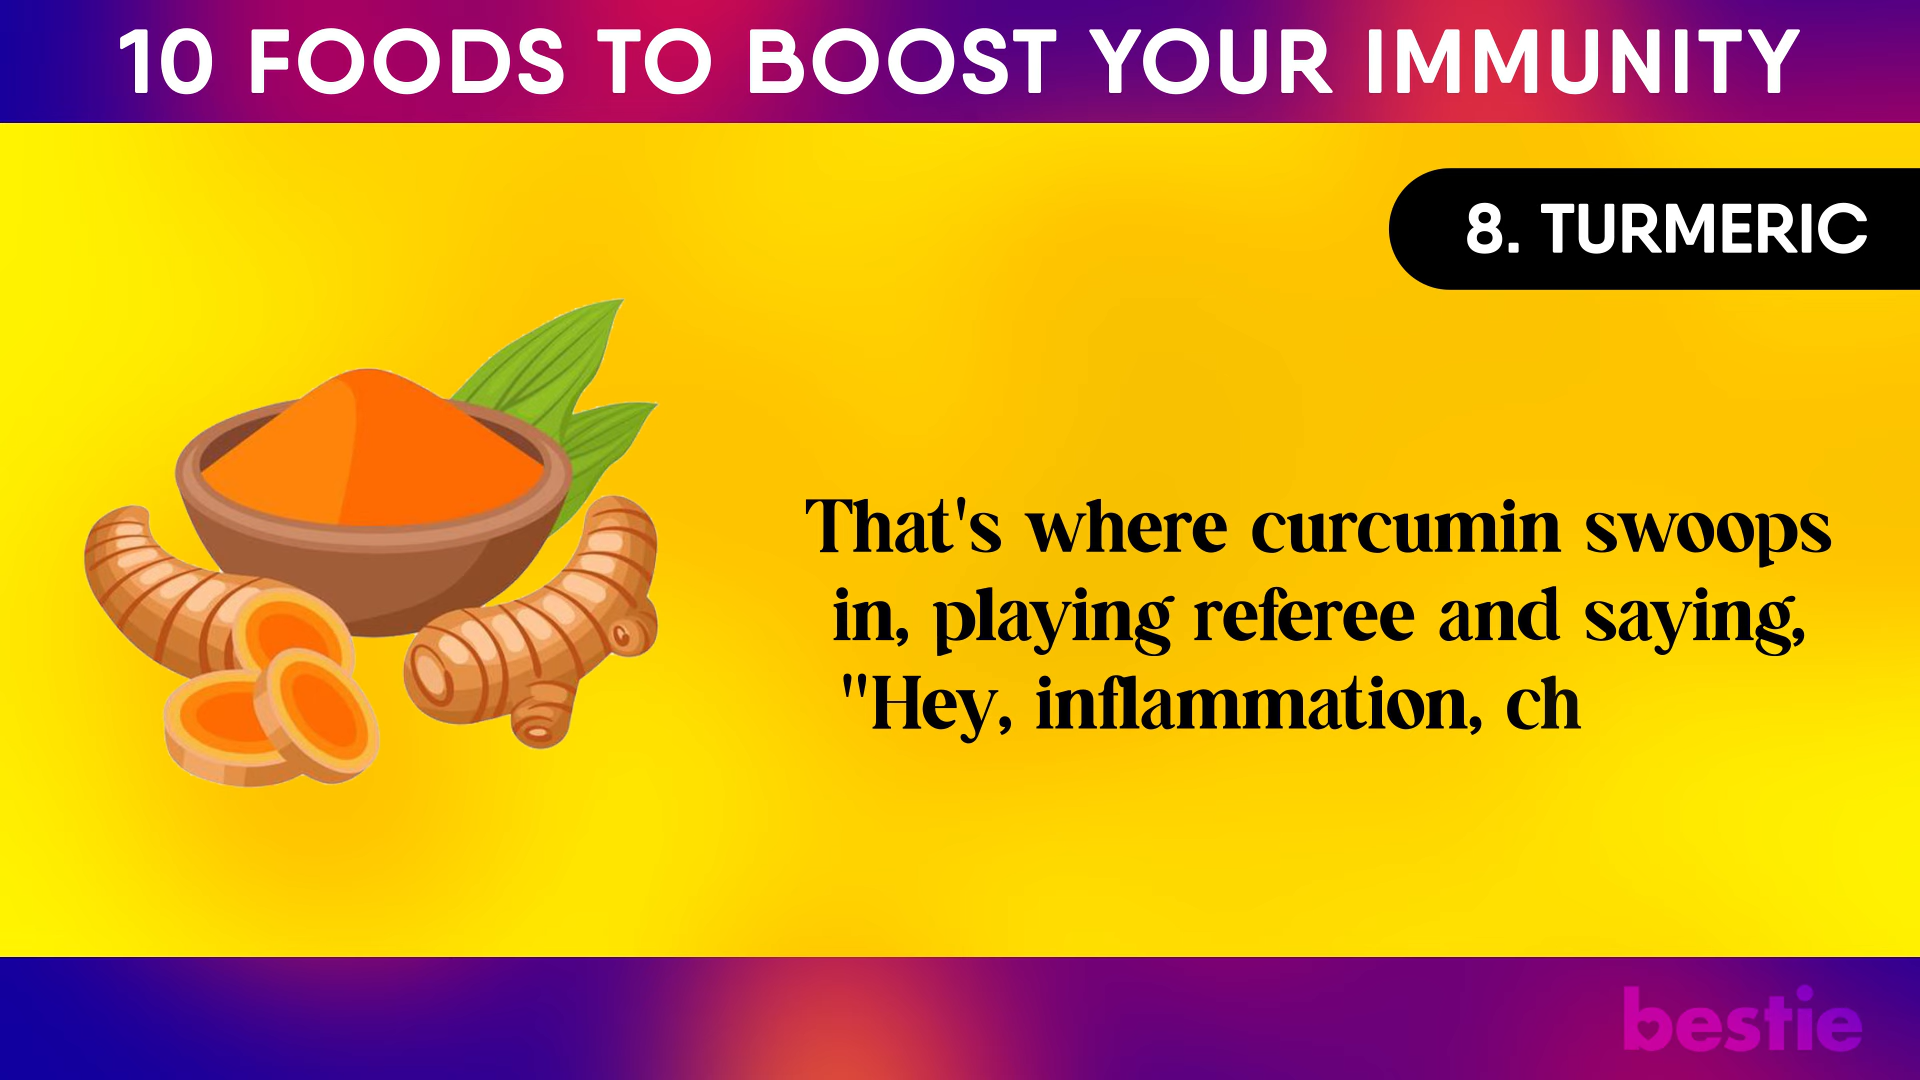 10 FOODS TO BOOST YOUR IMMUNITY
8. TURMERIC
That's where curcumin swoops
in, playing referee and saying,
"Hey, inflammation, ch
bestie